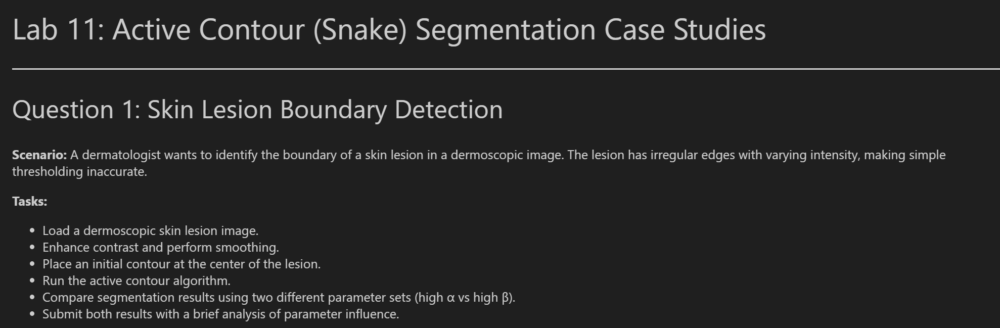 Lab 11: Active Contour (Snake) Segmentation Case Studies
Question 1: Skin Lesion Boundary Detection
Scenario: A dermatologist wants to identify the boundary of a skin lesion in a dermoscopic image. The lesion has irregular edges with varying intensity, making simple
thresholding inaccurate.
Tasks:
• Load a dermoscopic skin lesion image.
• Enhance contrast and perform smoothing.
• Place an initial contour at the center of the lesion.
• Run the active contour algorithm.
• Compare segmentation results using two different parameter sets (high α vs high β).
• Submit both results with a brief analysis of parameter influence.